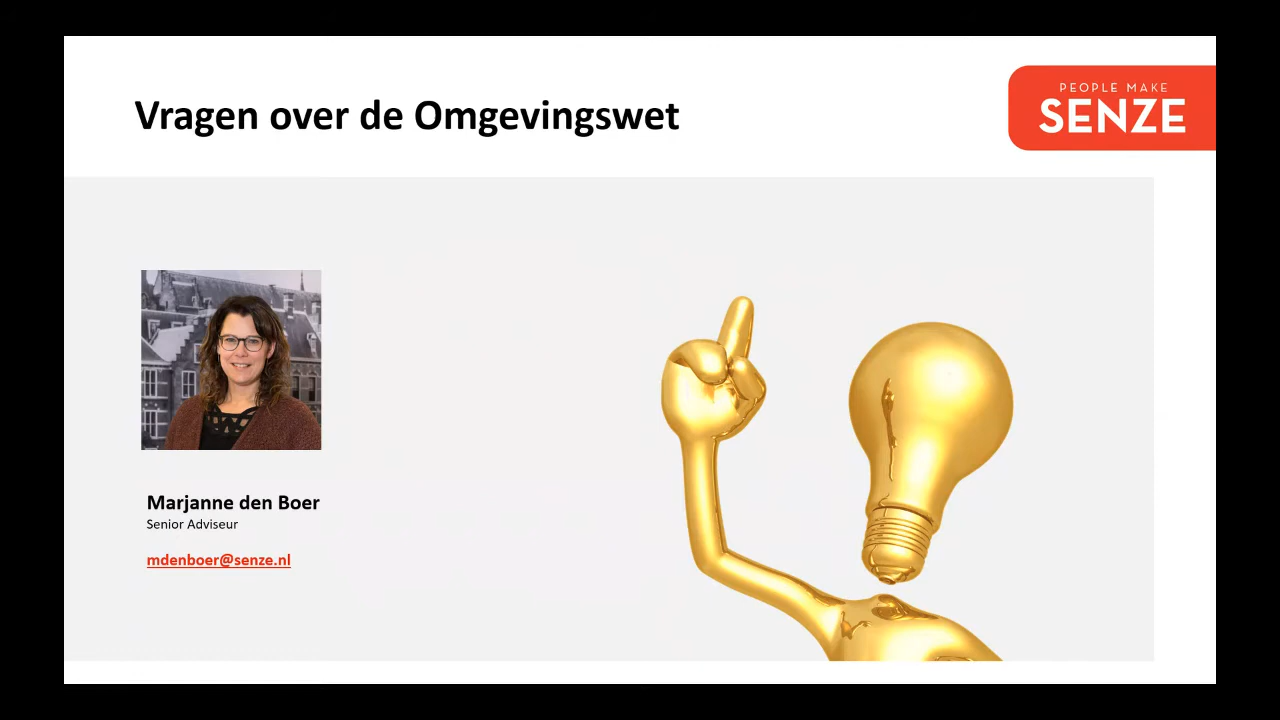 Vragen over de Omgevingswet
PEOPLE MAKE
SENZE
Marjanne den Boer
Senior Adviseur
mdenboer@senze.nl